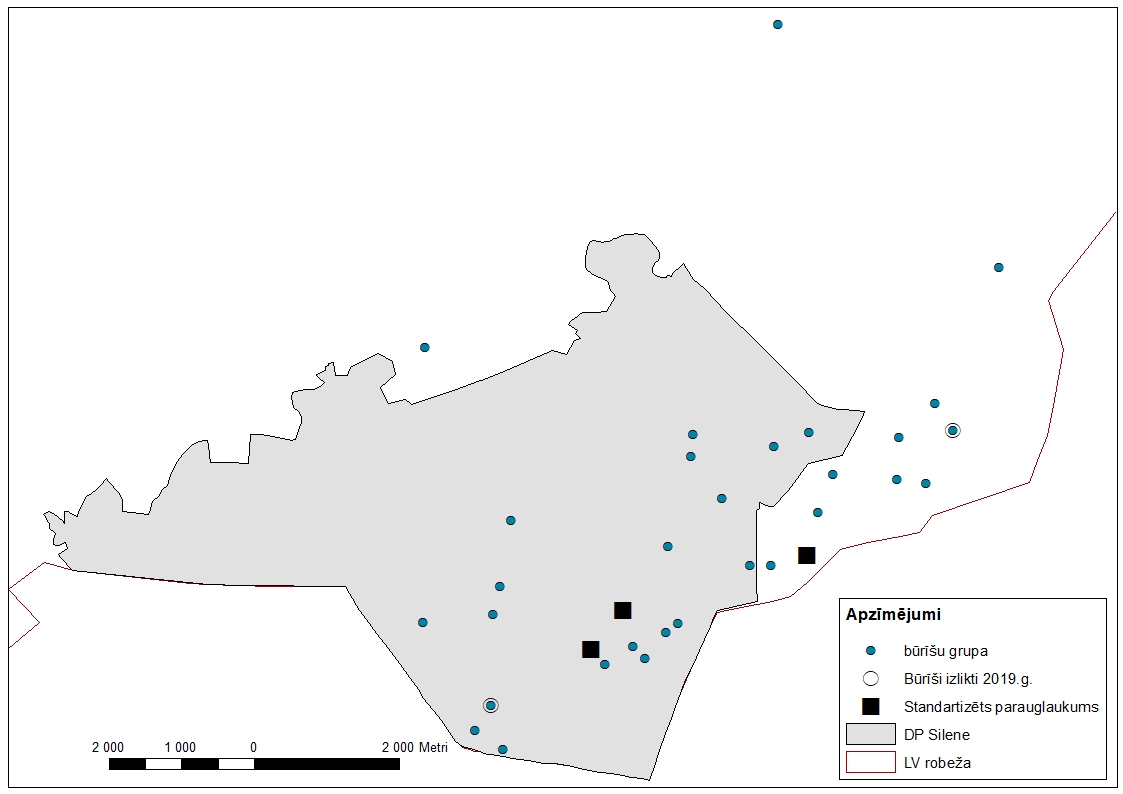 Apzīmējumi
būrīšu grupa
Būrīši izlikti 2019.g.
Standartizēts parauglaukums
DP Silene
LV robeža
2 000 1 000 0 2 000 Metri